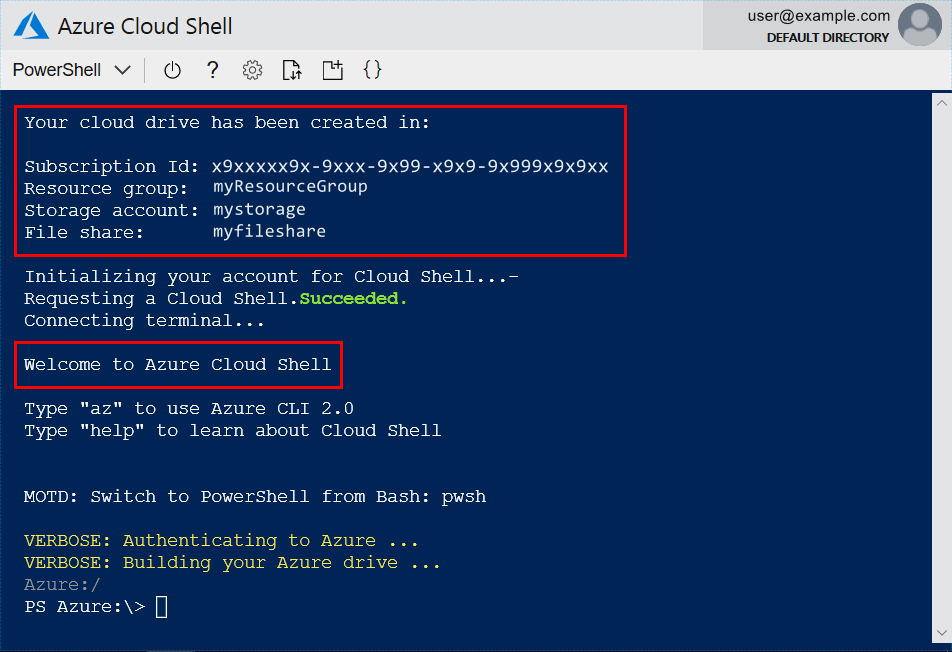 Azure Cloud Shell
user@example.com
DEFAULT DIRECTORY
PowerShell
?
{ }
Your cloud drive has been created in:
Subscription Id: x9xxxxx9x-9xxx-9x99-x9x9-9x999x9x9xx
Resource group: myResourceGroup
Storage account: mystorage
File share: myfileshare
Initializing your account for Cloud Shell...-
Requesting a Cloud Shell.Succeeded.
Connecting terminal...
Welcome to Azure Cloud Shell
Type "az" to use Azure CLI 2.0
Type "help" to learn about Cloud Shell
MOTD: Switch to PowerShell from Bash: pwsh
VERBOSE: Authenticating to Azure ...
VERBOSE: Building your Azure drive ...
Azure:/
PS Azure:\>